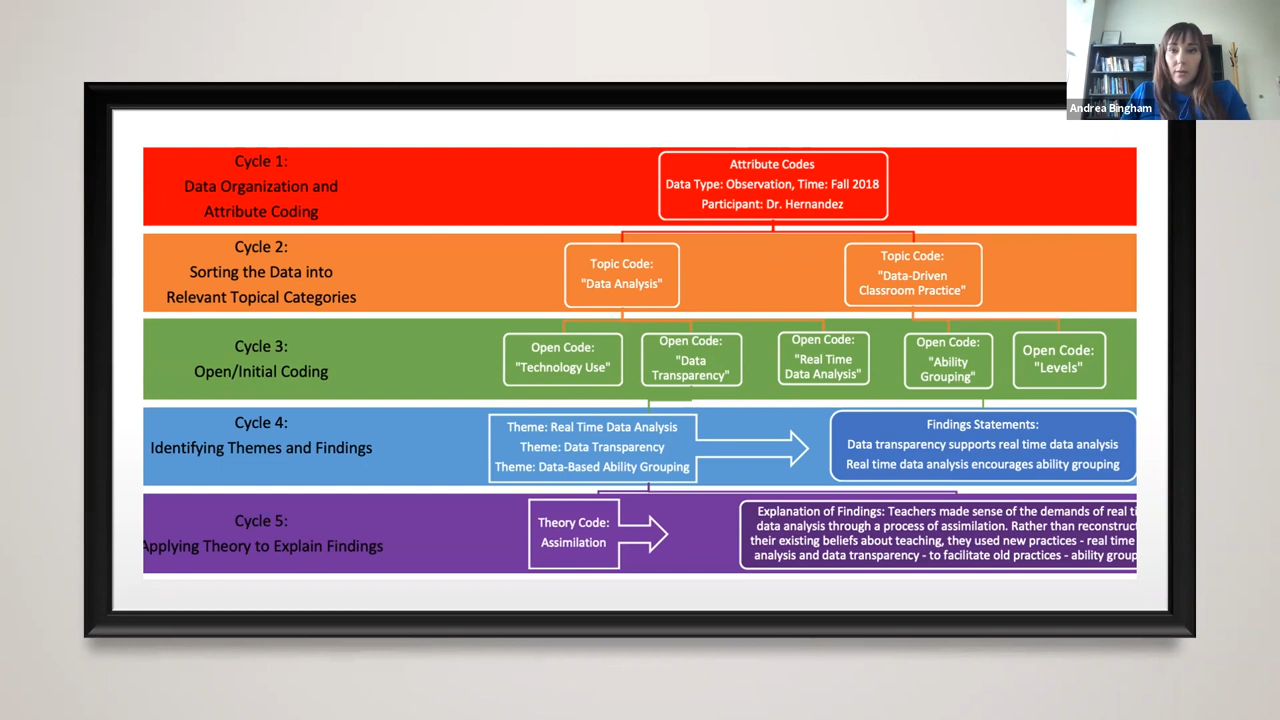 Andrea Bingham
Cycle 1:
Data Organization and
Attribute Coding
Attribute Codes
Data Type: Observation, Time: Fall 2018
Participant: Dr. Hernandez
Cycle 2:
Sorting the Data into
Relevant Topical Categories
Topic Code:
"Data Analysis"
Topic Code:
"Data-Driven
Classroom Practice"
Cycle 3:
Open/Initial Coding
Open Code:
"Technology Use"
Open Code:
"Data
Transparency"
Open Code:
"Real Time
Data Analysis"
Open Code:
"Ability
Grouping"
Open Code:
"Levels"
Cycle 4:
Identifying Themes and Findings
Theme: Real Time Data Analysis
Theme: Data Transparency
Theme: Data-Based Ability Grouping
Findings Statements:
Data transparency supports real time data analysis
Real time data analysis encourages ability grouping
Cycle 5:
Applying Theory to Explain Findings
Theory Code:
Assimilation
Explanation of Findings: Teachers made sense of the demands of real ti
data analysis through a process of assimilation. Rather than reconstruct
their existing beliefs about teaching, they used new practices - real time
analysis and data transparency - to facilitate old practices - ability group